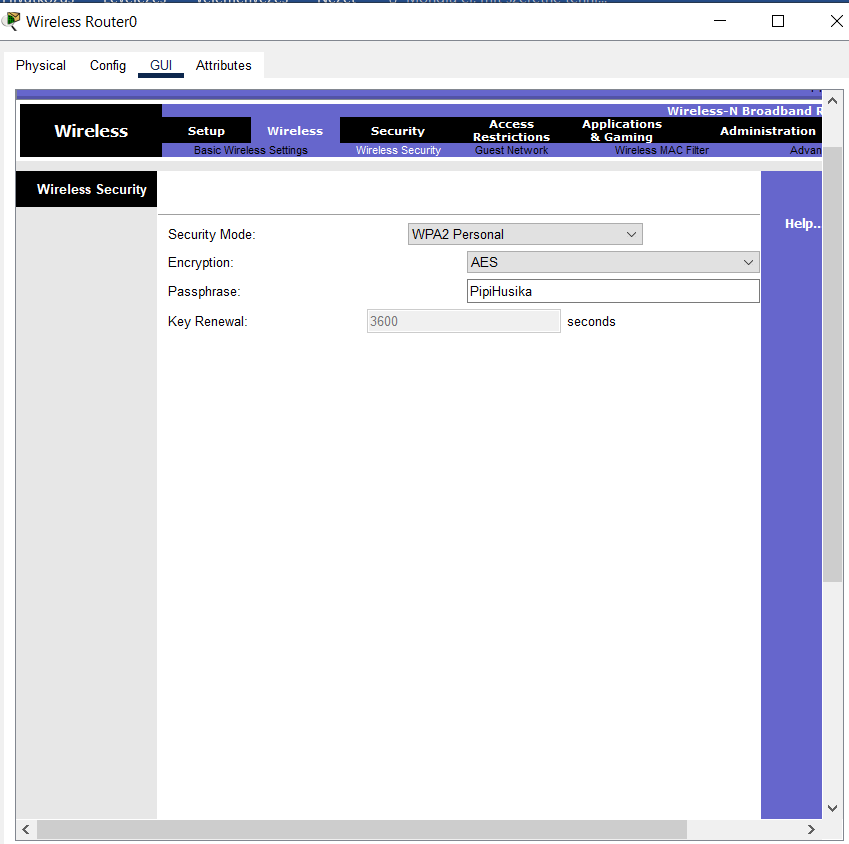 Wireless Router0
Physical Config GUI Attributes
Wireless-N Broadband R
Wireless
Setup Wireless Security Access Restrictions Applications & Gaming Administration
Basic Wireless Settings Wireless Security Guest Network Wireless MAC Filter Advan
Wireless Security
Help..
Security Mode: WPA2 Personal
Encryption: AES
Passphrase: PipiHusika
Key Renewal: 3600 seconds